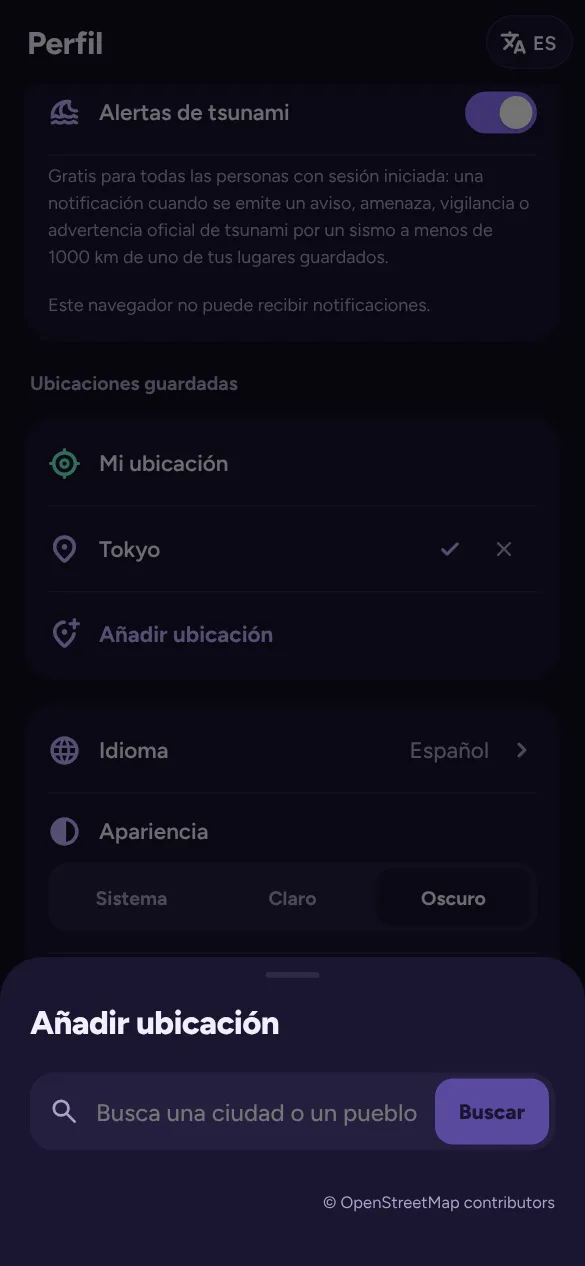 Perfil
ES
Alertas de tsunami
Gratis para todas las personas con sesión iniciada: una
notificación cuando se emite un aviso, amenaza, vigilancia o
advertencia oficial de tsunami por un sismo a menos de
1000 km de uno de tus lugares guardados.
Este navegador no puede recibir notificaciones.
Ubicaciones guardadas
Mi ubicación
Tokyo
Añadir ubicación
Idioma
Español
Apariencia
Sistema
Claro
Oscuro
Añadir ubicación
Busca una ciudad o un pueblo
Buscar
© OpenStreetMap contributors